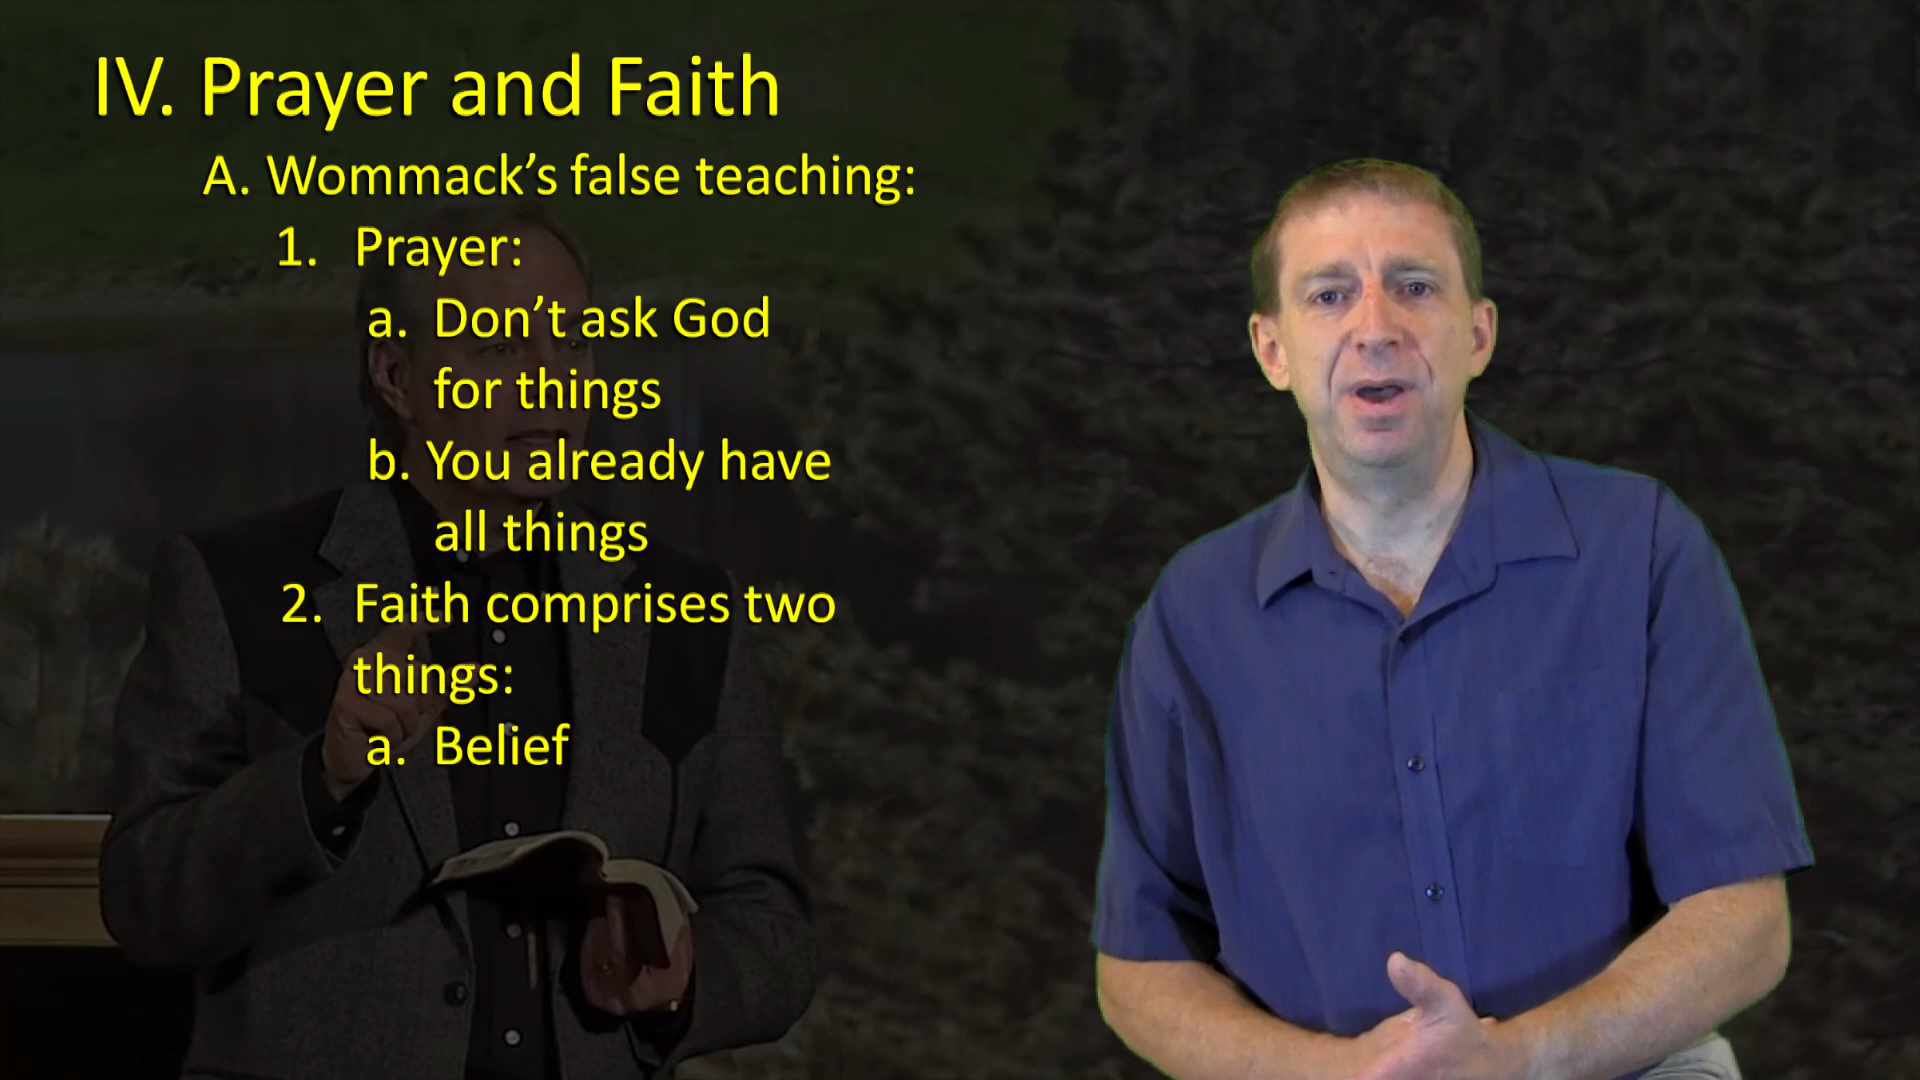 IV. Prayer and Faith
A. Wommack’s false teaching:
1. Prayer:
a. Don’t ask God
for things
b. You already have
all things
2. Faith comprises two
things:
a. Belief